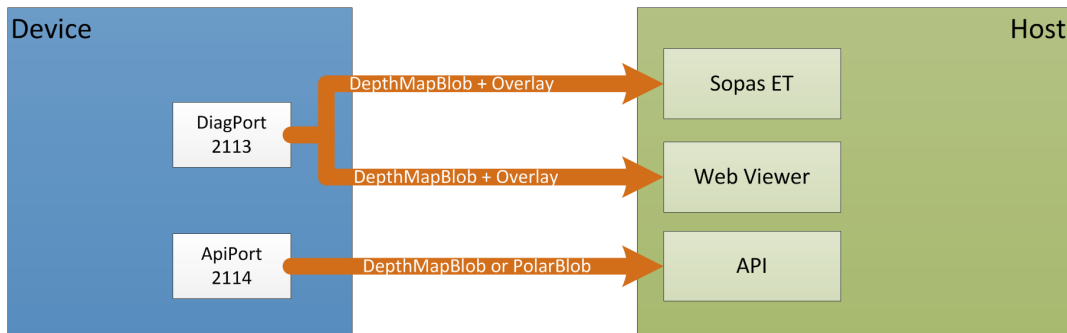 Device
Host
DepthMapBlob + Overlay
Sopas ET
DiagPort
2113
DepthMapBlob + Overlay
Web Viewer
ApiPort
2114
DepthMapBlob or PolarBlob
API